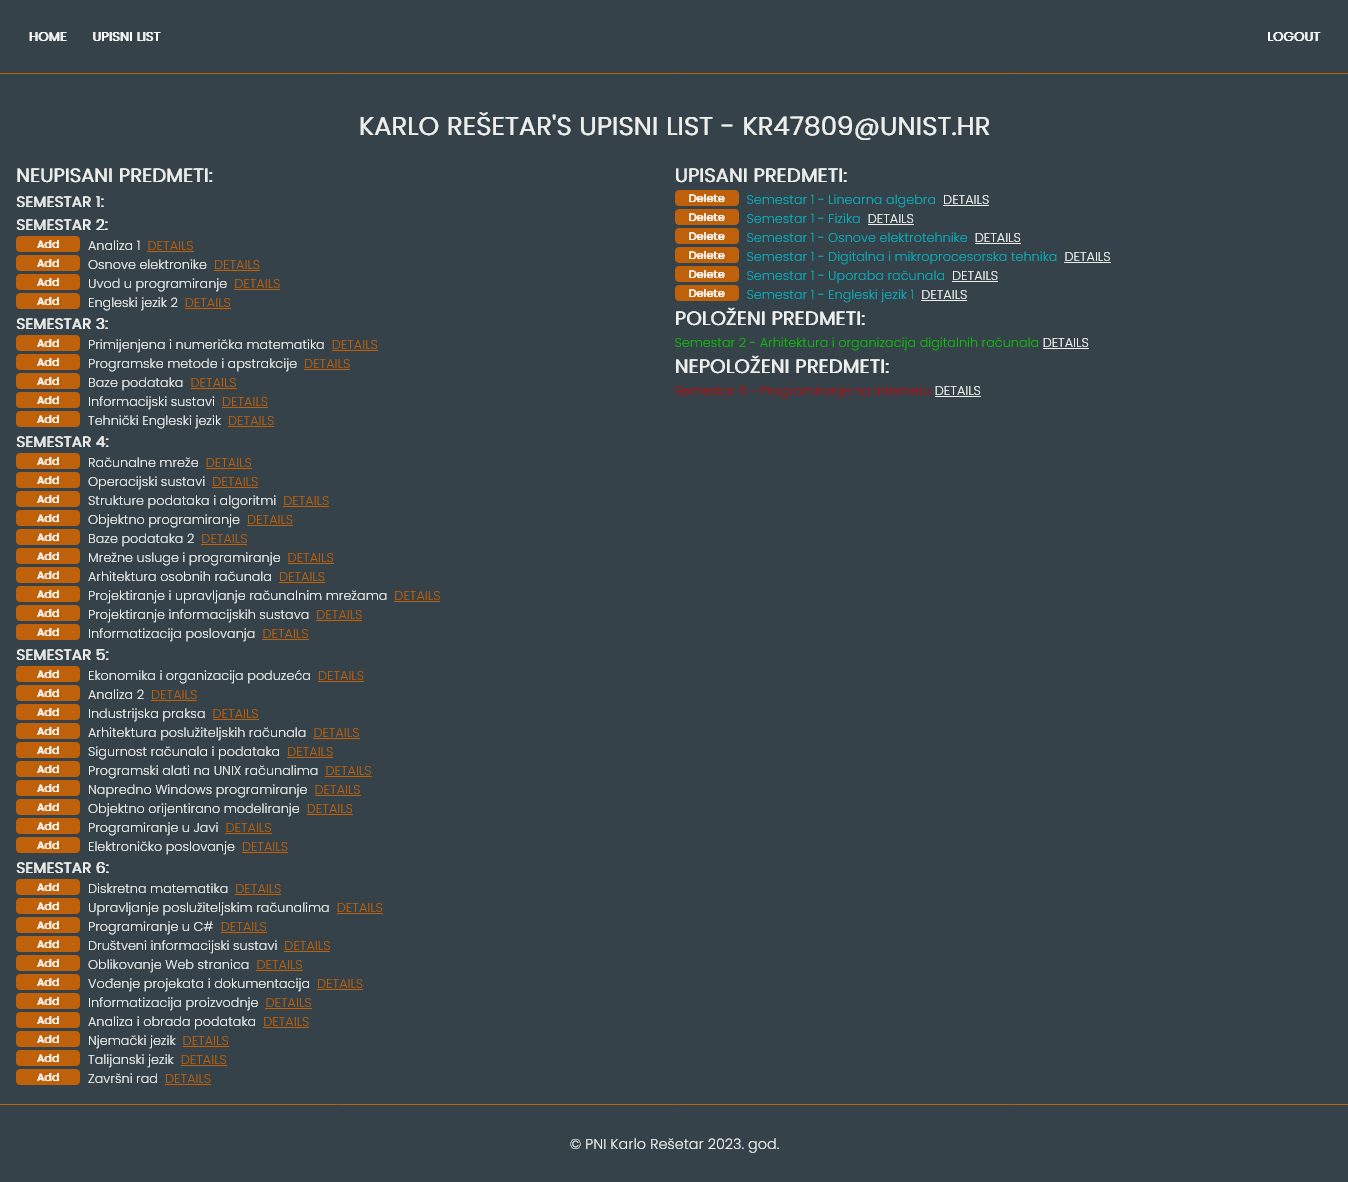 HOME UPISNI LIST LOGOUT
KARLO REŠETAR'S UPISNI LIST - KR47809@UNIST.HR
NEUPISANI PREDMETI:
SEMESTAR 1:
SEMESTAR 2:
Add Analiza 1 DETAILS
Add Osnove elektronike DETAILS
Add Uvod u programiranje DETAILS
Add Engleski jezik 2 DETAILS
SEMESTAR 3:
Add Primijenjena i numerička matematika DETAILS
Add Programske metode i apstrakcije DETAILS
Add Baze podataka DETAILS
Add Informacijski sustavi DETAILS
Add Tehnički Engleski jezik DETAILS
SEMESTAR 4:
Add Računalne mreže DETAILS
Add Operacijski sustavi DETAILS
Add Strukture podataka i algoritmi DETAILS
Add Objektno programiranje DETAILS
Add Baze podataka 2 DETAILS
Add Mrežne usluge i programiranje DETAILS
Add Arhitektura osobnih računala DETAILS
Add Projektiranje i upravljanje računalnim mrežama DETAILS
Add Projektiranje informacijskih sustava DETAILS
Add Informatizacija poslovanja DETAILS
SEMESTAR 5:
Add Ekonomika i organizacija poduzeća DETAILS
Add Analiza 2 DETAILS
Add Industrijska praksa DETAILS
Add Arhitektura poslužiteljskih računala DETAILS
Add Sigurnost računala i podataka DETAILS
Add Programski alati na UNIX računalima DETAILS
Add Napredno Windows programiranje DETAILS
Add Objektno orijentirano modeliranje DETAILS
Add Programiranje u Javi DETAILS
Add Elektroničko poslovanje DETAILS
SEMESTAR 6:
Add Diskretna matematika DETAILS
Add Upravljanje poslužiteljskim računalima DETAILS
Add Programiranje u C# DETAILS
Add Društveni informacijski sustavi DETAILS
Add Oblikovanje Web stranica DETAILS
Add Vođenje projekata i dokumentacija DETAILS
Add Informatizacija proizvodnje DETAILS
Add Analiza i obrada podataka DETAILS
Add Njemački jezik DETAILS
Add Talijanski jezik DETAILS
Add Završni rad DETAILS
UPISANI PREDMETI:
Delete Semestar 1 - Linearna algebra DETAILS
Delete Semestar 1 - Fizika DETAILS
Delete Semestar 1 - Osnove elektrotehnike DETAILS
Delete Semestar 1 - Digitalna i mikroprocesorska tehnika DETAILS
Delete Semestar 1 - Uporaba računala DETAILS
Delete Semestar 1 - Engleski jezik 1 DETAILS
POLOŽENI PREDMETI:
Semestar 2 - Arhitektura i organizacija digitalnih računala DETAILS
NEPOLOŽENI PREDMETI:
Semestar 5 - Programiranje na Internetu DETAILS
© PNI Karlo Rešetar 2023. god.